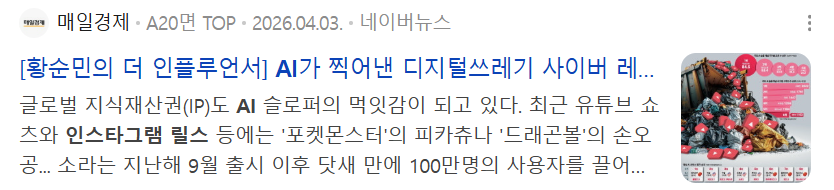 매일경제 · A20면 TOP · 2026.04.03. · 네이버뉴스
[황순민의 더 인플루언서] AI가 찍어낸 디지털쓰레기 사이버 레...
글로벌 지식재산권(IP)도 AI 슬로퍼의 먹잇감이 되고 있다. 최근 유튜브 쇼
츠와 인스타그램 릴스 등에는 '포켓몬스터'의 피카츄나 '드래곤볼'의 손오
공... 소라는 지난해 9월 출시 이후 닷새 만에 100만명의 사용자를 끌어...